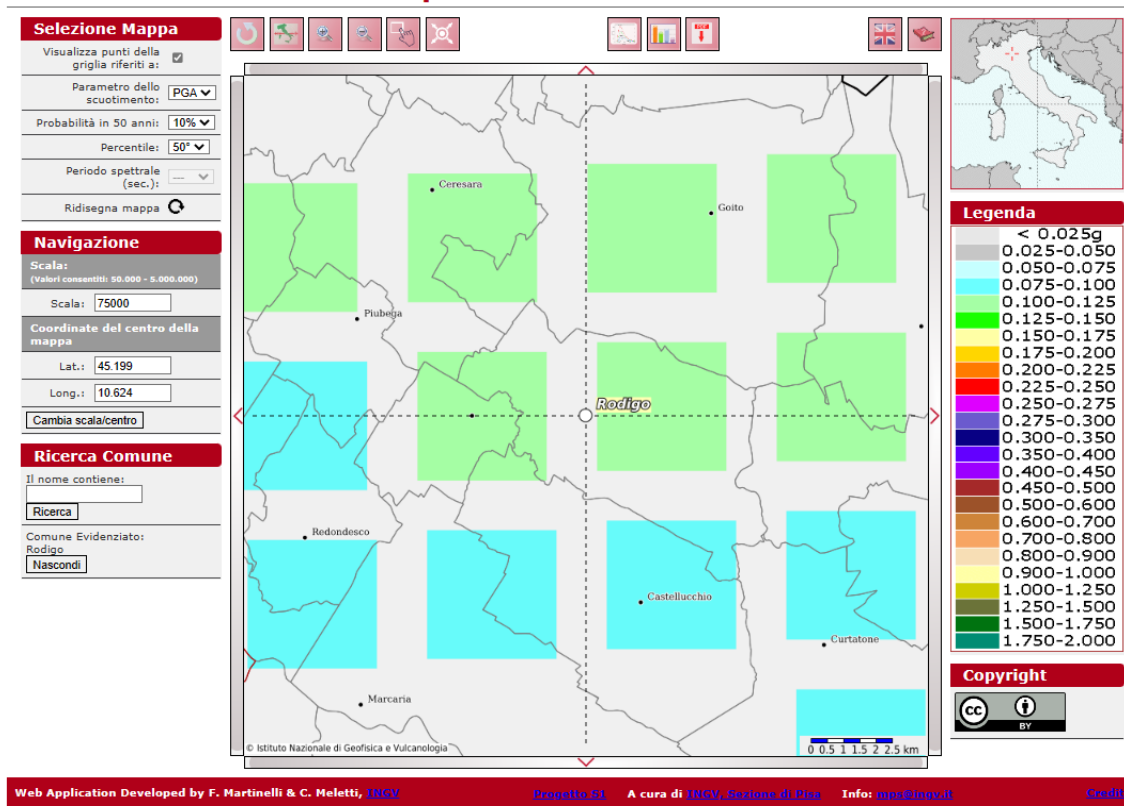 Selezione Mappa
Visualizza punti della
griglia riferiti a:
Parametro dello
scuotimento: PGA
Probabilità in 50 anni: 10%
Percentile: 50°
Periodo spettrale
(sec.): ---
Ridisegna mappa
Navigazione
Scala:
(Valori consentiti: 50.000 - 5.000.000)
Scala: 75000
Coordinate del centro della
mappa
Lat.: 45.199
Long.: 10.624
Cambia scala/centro
Ricerca Comune
Il nome contiene:
Ricerca
Comune Evidenziato:
Rodigo
Nascondi
Ceresara
Goito
Piubega
Rodigo
Redondesco
Castellucchio
Curtatone
Marcaria
© Istituto Nazionale di Geofisica e Vulcanologia
0 0.5 1 1.5 2 2.5 km
Legenda
< 0.025g
0.025-0.050
0.050-0.075
0.075-0.100
0.100-0.125
0.125-0.150
0.150-0.175
0.175-0.200
0.200-0.225
0.225-0.250
0.250-0.275
0.275-0.300
0.300-0.350
0.350-0.400
0.400-0.450
0.450-0.500
0.500-0.600
0.600-0.700
0.700-0.800
0.800-0.900
0.900-1.000
1.000-1.250
1.250-1.500
1.500-1.750
1.750-2.000
Copyright
cc
BY
Web Application Developed by F. Martinelli & C. Meletti, INGV Progetto S1 A cura di INGV, Sezione di Pisa Info: mps@ingv.it Credit